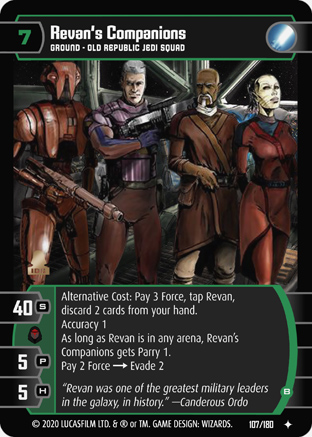 7
Revan's Companions
GROUND - OLD REPUBLIC JEDI SQUAD
40 S
5 P
5 H
Alternative Cost: Pay 3 Force, tap Revan,
discard 2 cards from your hand.
Accuracy 1
As long as Revan is in any arena, Revan's
Companions gets Parry 1.
Pay 2 Force → Evade 2
"Revan was one of the greatest military leaders
in the galaxy, in history." —Canderous Ordo
B
© 2020 LUCASFILM LTD. & ® or TM. GAME DESIGN: WIZARDS.
107/180